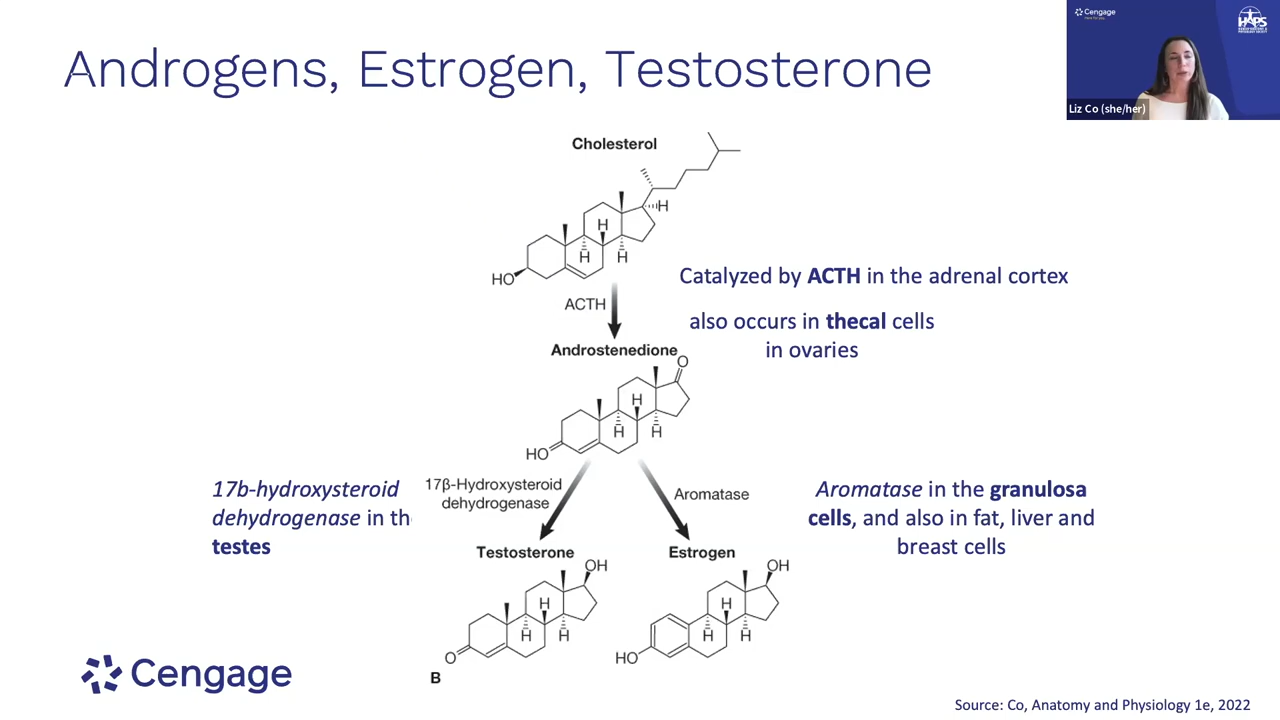 Androgens, Estrogen, Testosterone
Cengage
HAPS
Liz Co (she/her)
Cholesterol
H
H
H
H
HO
ACTH
Catalyzed by ACTH in the adrenal cortex
also occurs in thecal cells
in ovaries
Androstenedione
O
H
H
H
HO
17b-hydroxysteroid
dehydrogenase in th
testes
17β-Hydroxysteroid
dehydrogenase
Aromatase
Aromatase in the granulosa
cells, and also in fat, liver and
breast cells
Testosterone
OH
H
H
H
O
Estrogen
OH
H
H
H
HO
B
Cengage
Source: Co, Anatomy and Physiology 1e, 2022